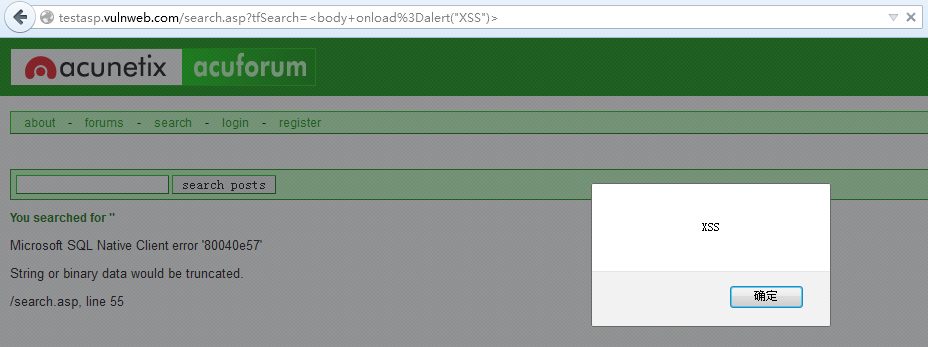 testasp.vulnweb.com/search.asp?tfSearch=<body+onload%3Dalert("XSS")>
acunetix acuforum
about - forums - search - login - register
search posts
You searched for ''
Microsoft SQL Native Client error '80040e57'
String or binary data would be truncated.
/search.asp, line 55
XSS
确定